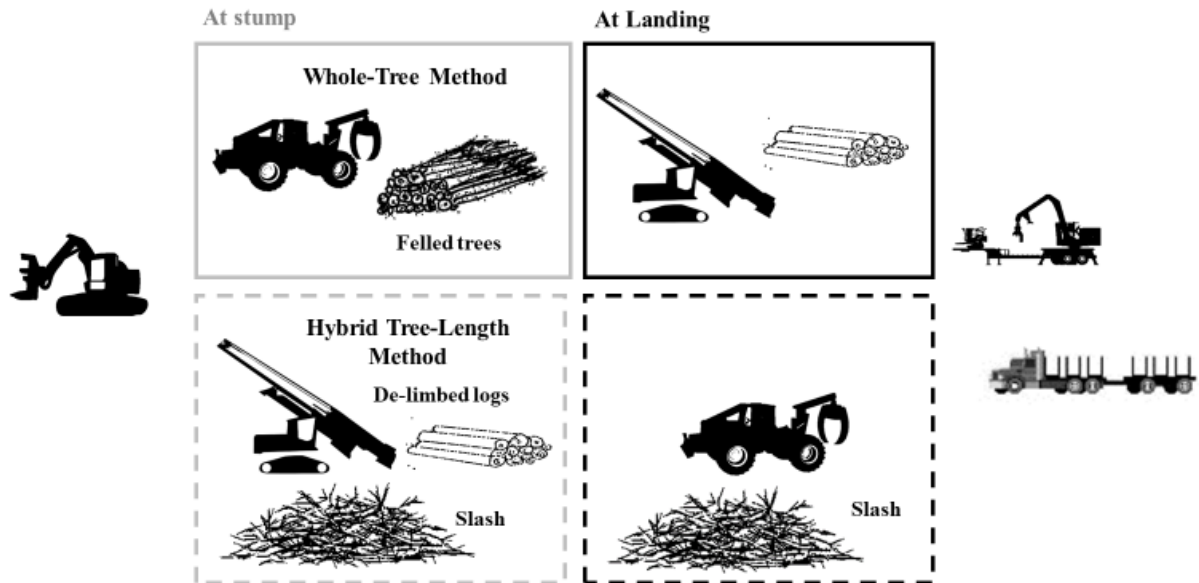 At stump
At Landing
Whole-Tree Method
Felled trees
Hybrid Tree-Length
Method
De-limbed logs
Slash
Slash